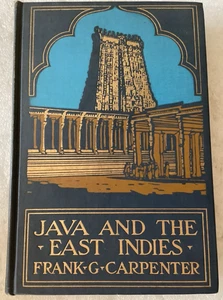 JAVA AND THE
· EAST INDIES ·
FRANK · G · CARPENTER